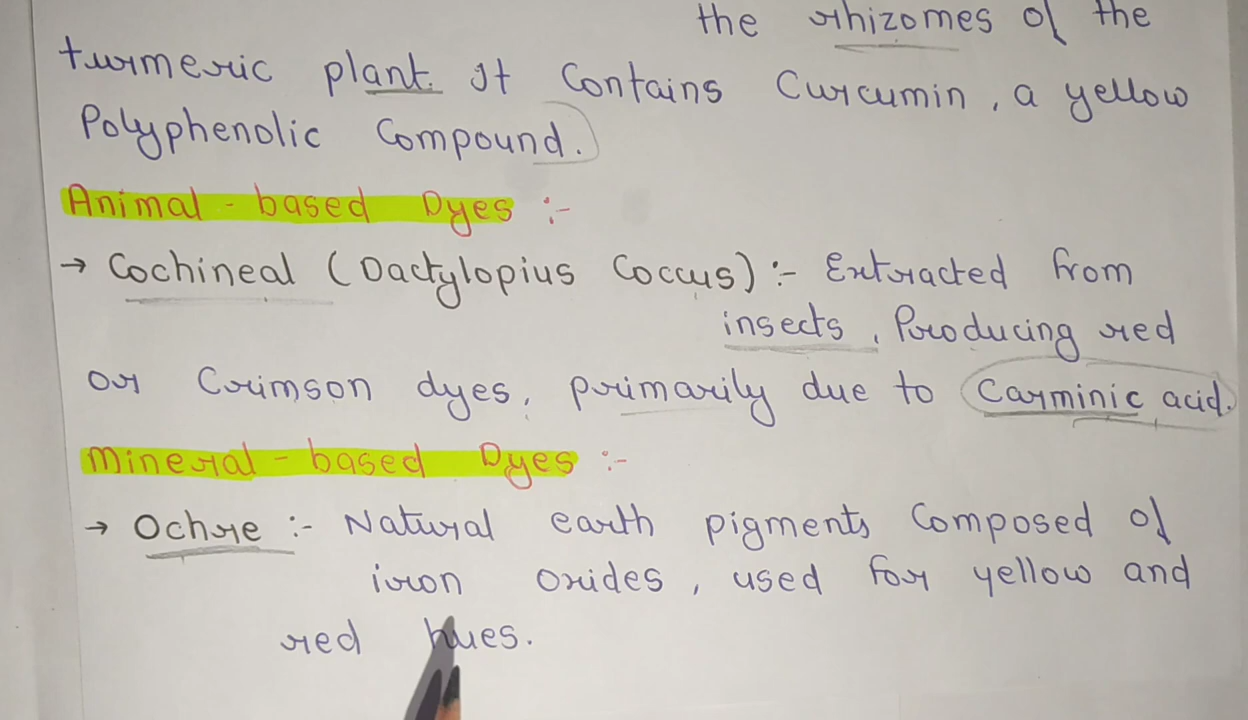 the rhizomes of the
turmeric plant. It Contains Curcumin, a yellow
Polyphenolic Compound.
Animal-based Dyes :-
→ Cochineal (Dactylopius Coccus) :- Extracted from
insects, Producing red
or Crimson dyes, primarily due to Carminic acid.
Mineral-based Dyes :-
→ Ochre :- Natural earth pigments Composed of
iron oxides, used for yellow and
red hues.